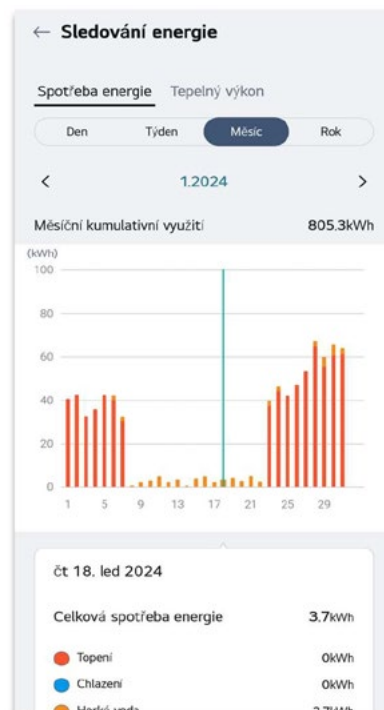 ← Sledování energie
Spotřeba energie Tepelný výkon
Den Týden Měsíc Rok
< 1.2024 >
Měsíční kumulativní využití 805.3kWh
(kWh)
100
80
60
40
20
0
1 5 9 13 17 21 25 29
čt 18. led 2024
Celková spotřeba energie 3.7kWh
Topení 0kWh
Chlazení 0kWh